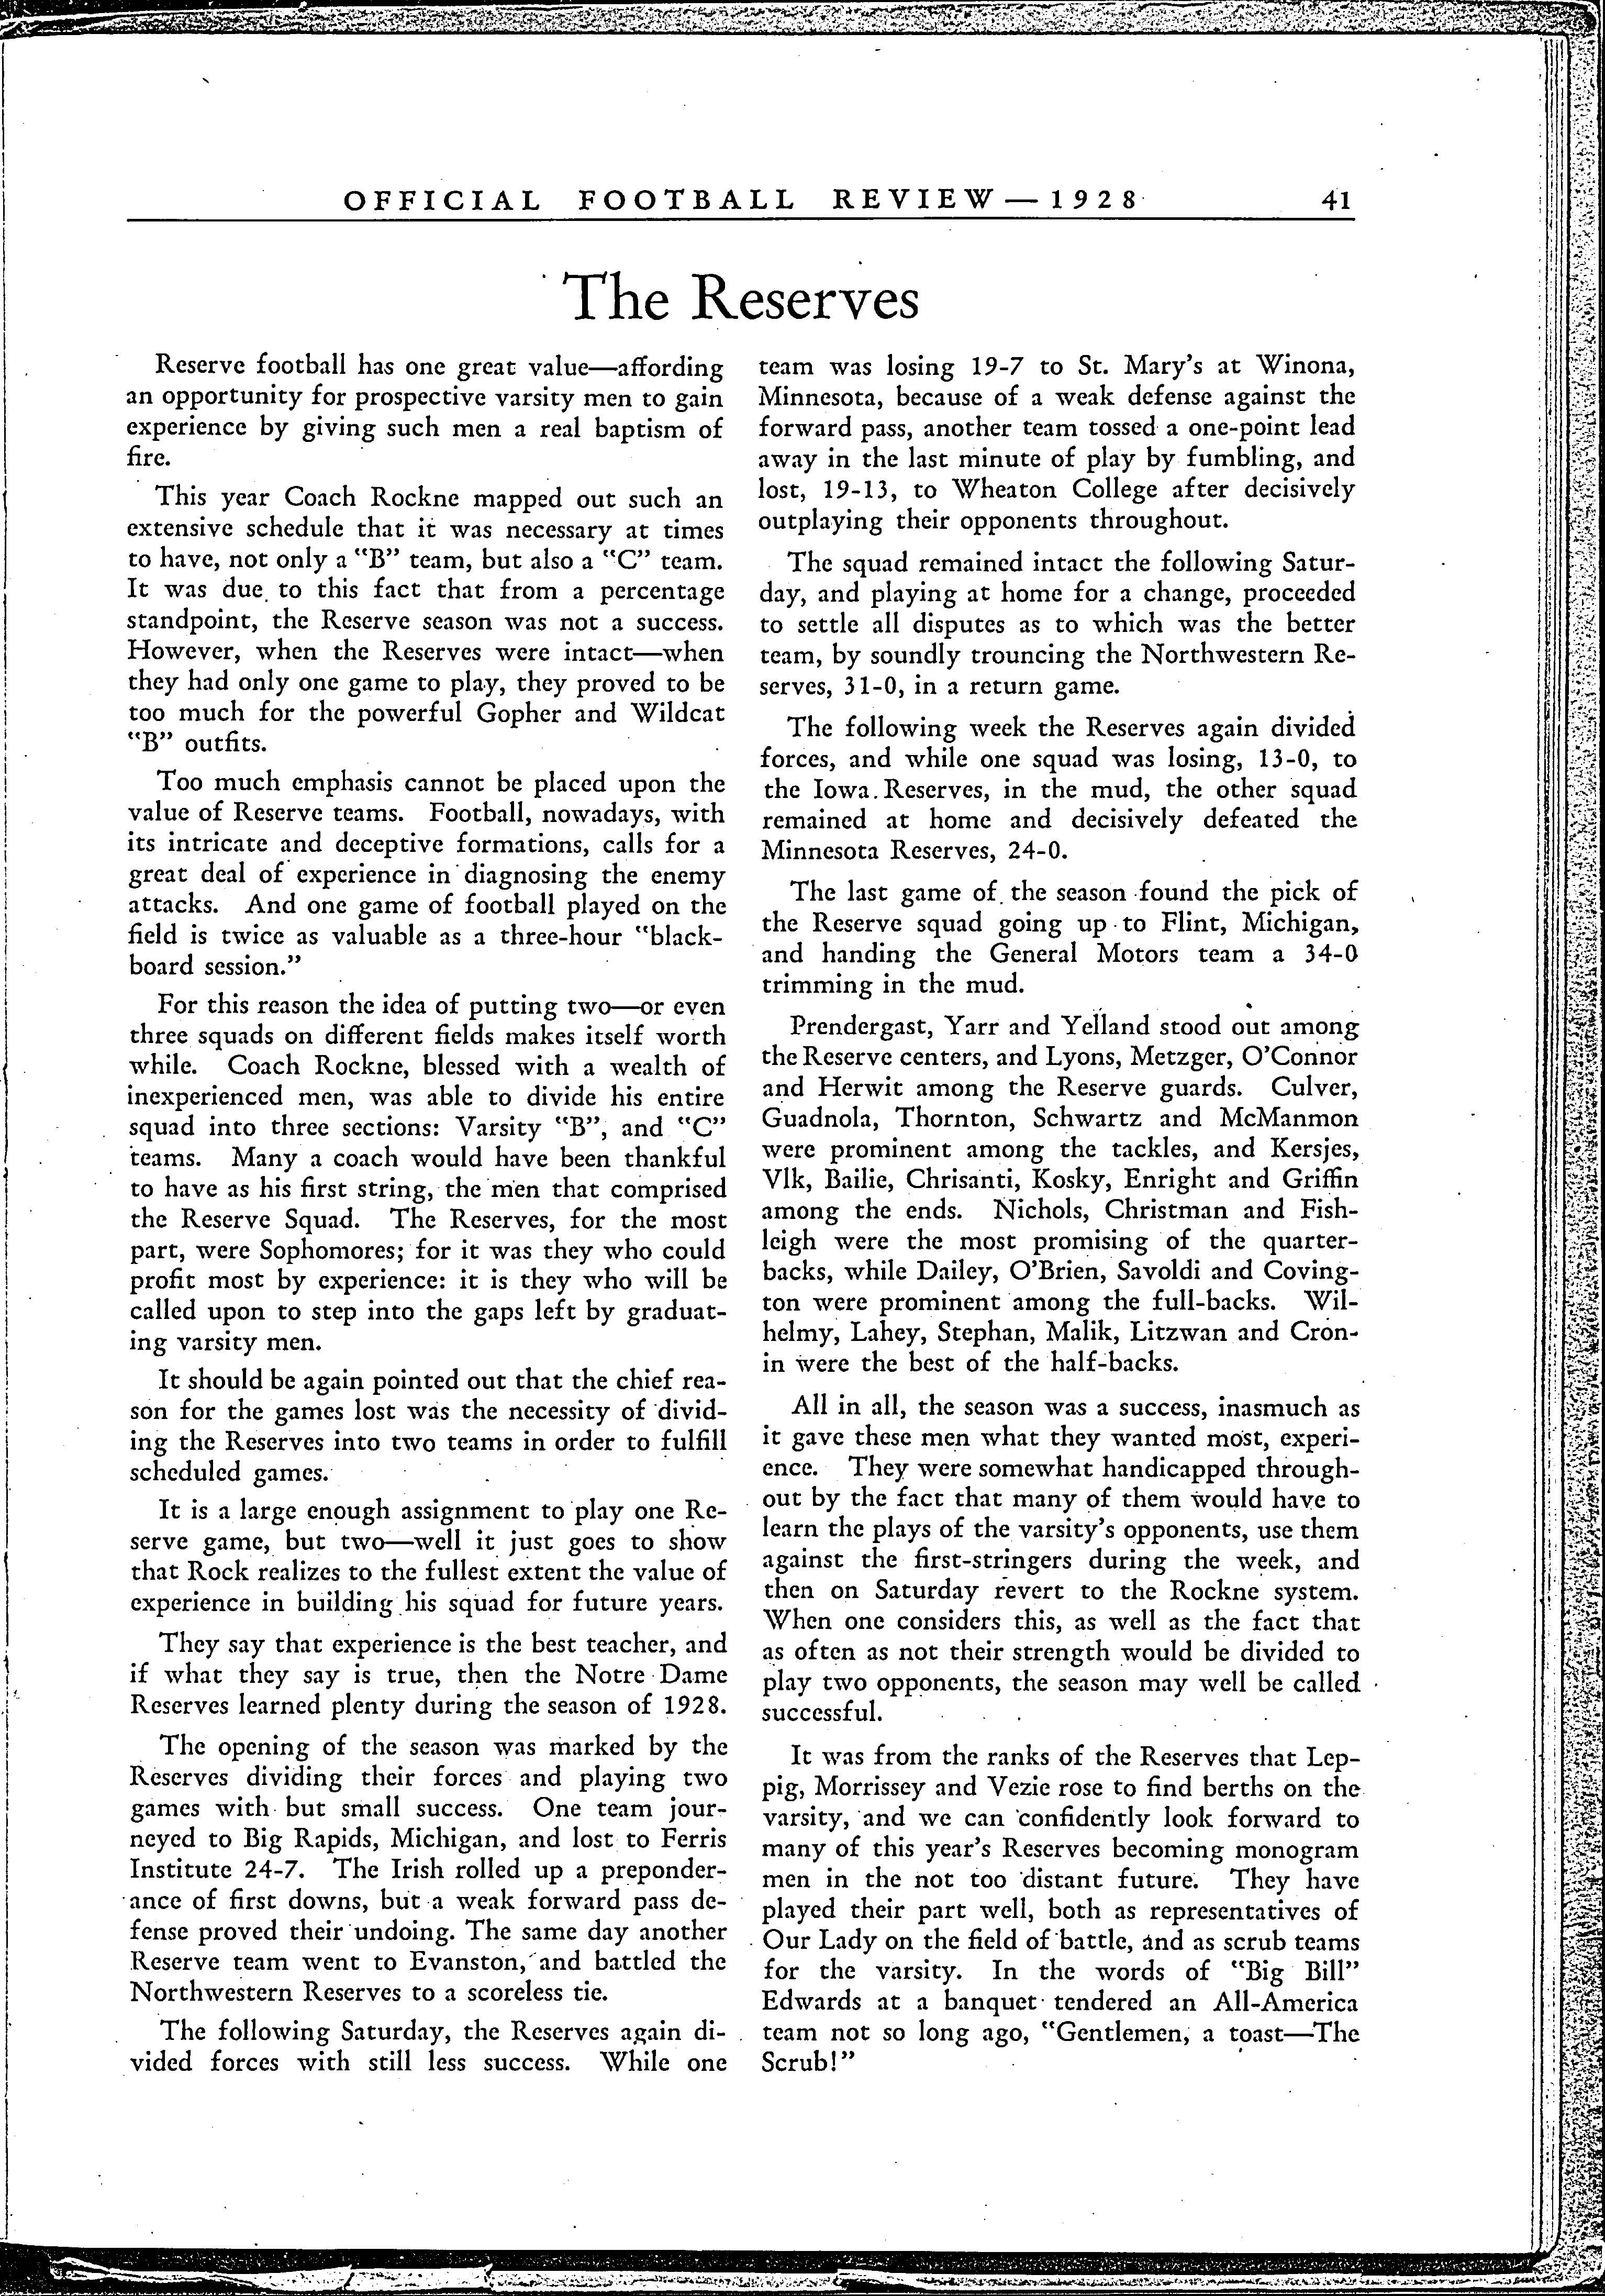 OFFICIAL FOOTBALL REVIEW—1928 41
The Reserves
Reserve football has one great value—affording
an opportunity for prospective varsity men to gain
experience by giving such men a real baptism of
fire.
This year Coach Rockne mapped out such an
extensive schedule that it was necessary at times
to have, not only a "B" team, but also a "C" team.
It was due to this fact that from a percentage
standpoint, the Reserve season was not a success.
However, when the Reserves were intact—when
they had only one game to play, they proved to be
too much for the powerful Gopher and Wildcat
"B" outfits.
Too much emphasis cannot be placed upon the
value of Reserve teams. Football, nowadays, with
its intricate and deceptive formations, calls for a
great deal of experience in diagnosing the enemy
attacks. And one game of football played on the
field is twice as valuable as a three-hour "black-
board session."
For this reason the idea of putting two—or even
three squads on different fields makes itself worth
while. Coach Rockne, blessed with a wealth of
inexperienced men, was able to divide his entire
squad into three sections: Varsity "B", and "C"
teams. Many a coach would have been thankful
to have as his first string, the men that comprised
the Reserve Squad. The Reserves, for the most
part, were Sophomores; for it was they who could
profit most by experience: it is they who will be
called upon to step into the gaps left by graduat-
ing varsity men.
It should be again pointed out that the chief rea-
son for the games lost was the necessity of divid-
ing the Reserves into two teams in order to fulfill
scheduled games.
It is a large enough assignment to play one Re-
serve game, but two—well it just goes to show
that Rock realizes to the fullest extent the value of
experience in building his squad for future years.
They say that experience is the best teacher, and
if what they say is true, then the Notre Dame
Reserves learned plenty during the season of 1928.
The opening of the season was marked by the
Reserves dividing their forces and playing two
games with but small success. One team jour-
neyed to Big Rapids, Michigan, and lost to Ferris
Institute 24-7. The Irish rolled up a preponder-
ance of first downs, but a weak forward pass de-
fense proved their undoing. The same day another
Reserve team went to Evanston, and battled the
Northwestern Reserves to a scoreless tie.
The following Saturday, the Reserves again di-
vided forces with still less success. While one
team was losing 19-7 to St. Mary's at Winona,
Minnesota, because of a weak defense against the
forward pass, another team tossed a one-point lead
away in the last minute of play by fumbling, and
lost, 19-13, to Wheaton College after decisively
outplaying their opponents throughout.
The squad remained intact the following Satur-
day, and playing at home for a change, proceeded
to settle all disputes as to which was the better
team, by soundly trouncing the Northwestern Re-
serves, 31-0, in a return game.
The following week the Reserves again divided
forces, and while one squad was losing, 13-0, to
the Iowa Reserves, in the mud, the other squad
remained at home and decisively defeated the
Minnesota Reserves, 24-0.
The last game of the season found the pick of
the Reserve squad going up to Flint, Michigan,
and handing the General Motors team a 34-0
trimming in the mud.
Prendergast, Yarr and Yelland stood out among
the Reserve centers, and Lyons, Metzger, O'Connor
and Herwit among the Reserve guards. Culver,
Guadnola, Thornton, Schwartz and McManmon
were prominent among the tackles, and Kersjes,
Vlk, Bailie, Chrisanti, Kosky, Enright and Griffin
among the ends. Nichols, Christman and Fish-
leigh were the most promising of the quarter-
backs, while Dailey, O'Brien, Savoldi and Coving-
ton were prominent among the full-backs. Wil-
helmy, Lahey, Stephan, Malik, Litzwan and Cron-
in were the best of the half-backs.
All in all, the season was a success, inasmuch as
it gave these men what they wanted most, experi-
ence. They were somewhat handicapped through-
out by the fact that many of them would have to
learn the plays of the varsity's opponents, use them
against the first-stringers during the week, and
then on Saturday revert to the Rockne system.
When one considers this, as well as the fact that
as often as not their strength would be divided to
play two opponents, the season may well be called
successful.
It was from the ranks of the Reserves that Lep-
pig, Morrissey and Vezie rose to find berths on the
varsity, and we can confidently look forward to
many of this year's Reserves becoming monogram
men in the not too distant future. They have
played their part well, both as representatives of
Our Lady on the field of battle, and as scrub teams
for the varsity. In the words of "Big Bill"
Edwards at a banquet tendered an All-America
team not so long ago, "Gentlemen, a toast—The
Scrub!"